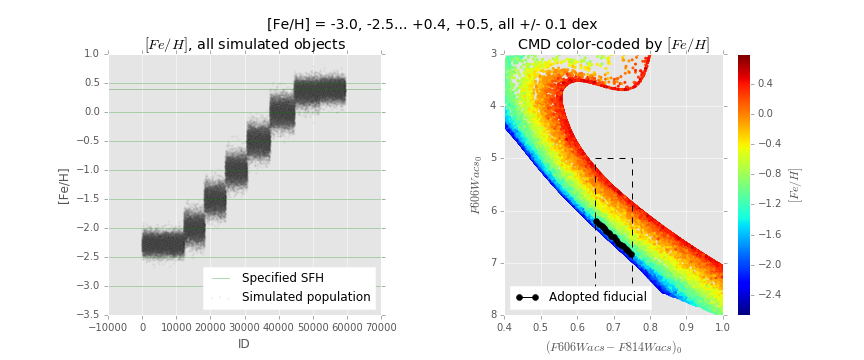 [Fe/H] = -3.0, -2.5... +0.4, +0.5, all +/- 0.1 dex
[Fe/H], all simulated objects
1.0
0.5
0.0
−0.5
−1.0
−1.5
−2.0
−2.5
−3.0
−3.5
[Fe/H]
Specified SFH
Simulated population
−10000 0 10000 20000 30000 40000 50000 60000 70000
ID
CMD color-coded by [Fe/H]
3
4
5
6
7
8
F606Wacs0
Adopted fiducial
0.4 0.5 0.6 0.7 0.8 0.9 1.0
(F606Wacs − F814Wacs)0
0.4
0.0
−0.4
−0.8
−1.2
−1.6
−2.0
−2.4
[Fe/H]